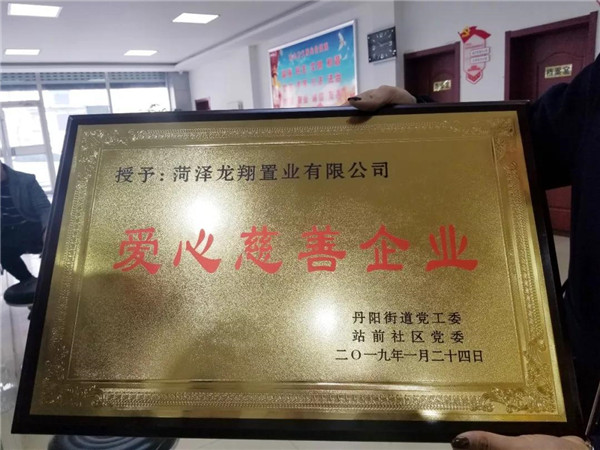 授予：菏泽龙翔置业有限公司
爱心慈善企业
丹阳街道党工委
站前社区党委
二〇一九年一月二十四日